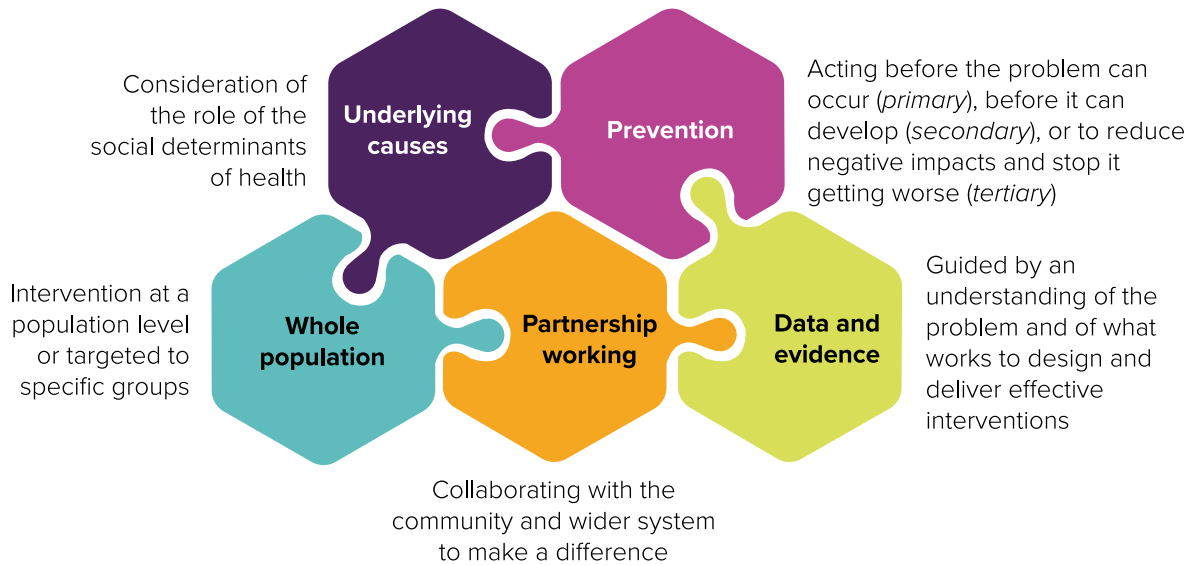 Consideration of
the role of the
social determinants
of health
Underlying
causes
Prevention
Acting before the problem can
occur (primary), before it can
develop (secondary), or to reduce
negative impacts and stop it
getting worse (tertiary)
Intervention at a
population level
or targeted to
specific groups
Whole
population
Partnership
working
Data and
evidence
Guided by an
understanding of the
problem and of what
works to design and
deliver effective
interventions
Collaborating with the
community and wider system
to make a difference